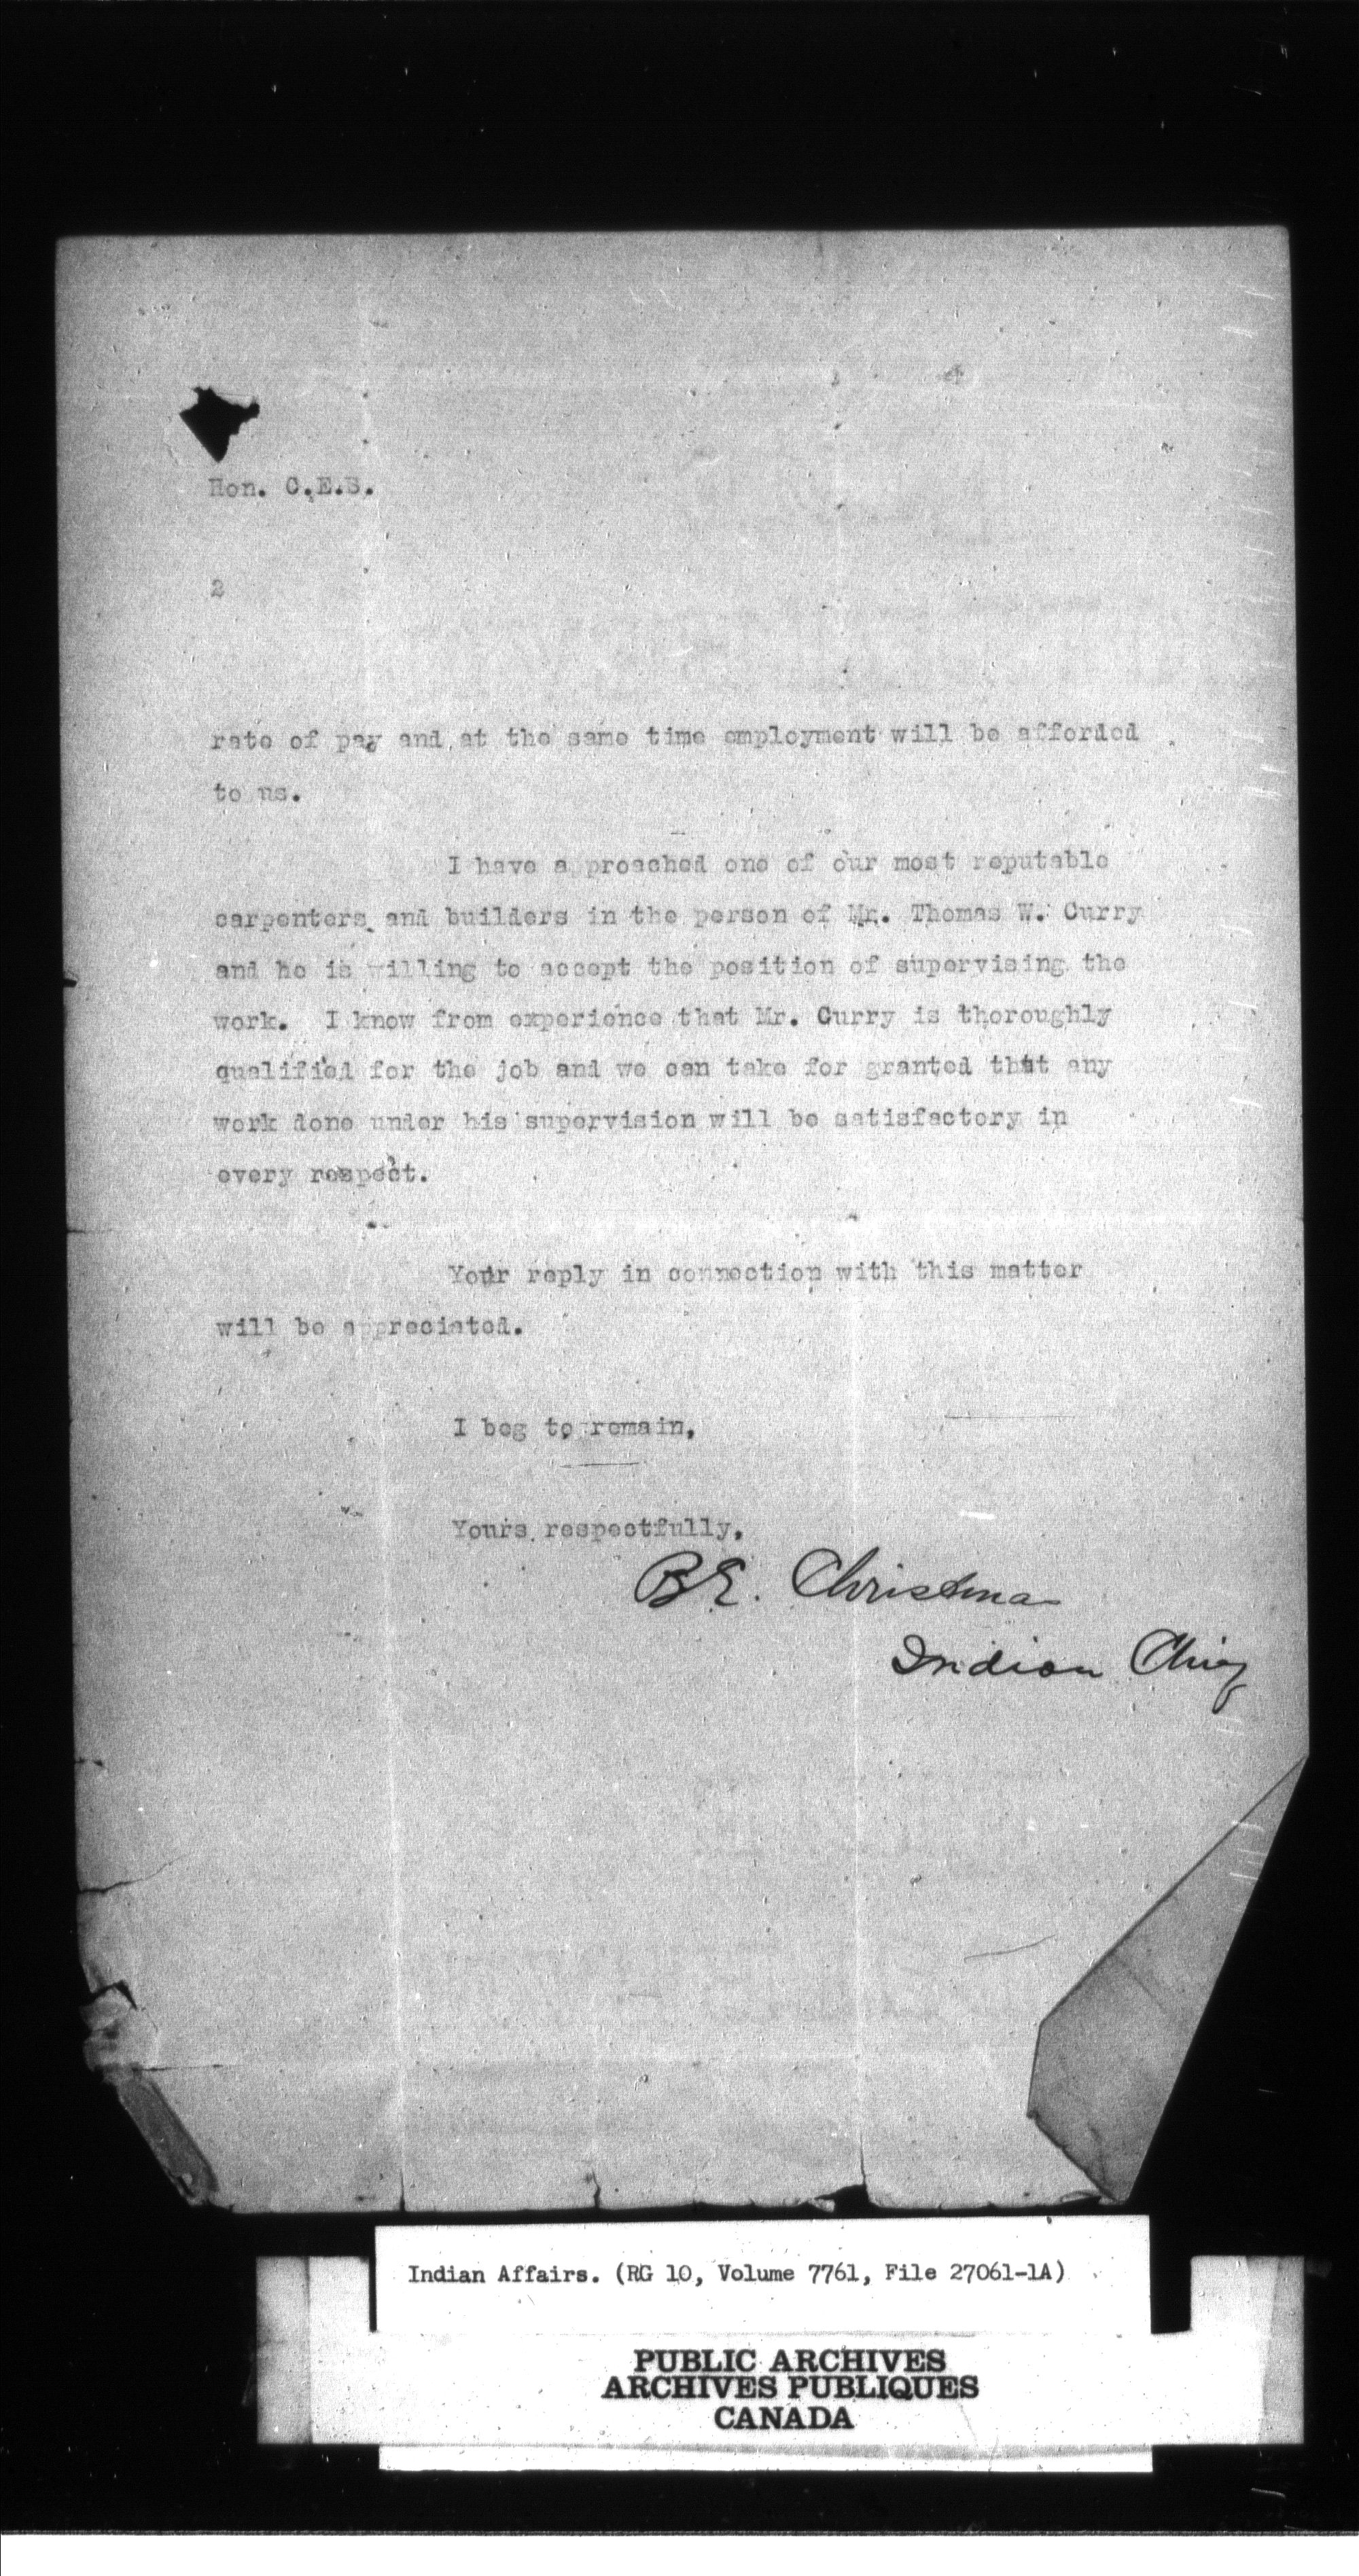 Hon. C.E.S.
2
rate of pay and at the same time employment will be afforded
to us.
I have approached one of our most reputable
carpenters and builders in the person of Mr. Thomas W. Curry
and he is willing to accept the position of supervising the
work. I know from experience that Mr. Curry is thoroughly
qualified for the job and we can take for granted that any
work done under his supervision will be satisfactory in
every respect.
Your reply in connection with this matter
will be appreciated.
I beg to remain,
Yours respectfully,
B.E. Christmas
Indian Chief
Indian Affairs. (RG 10, Volume 7761, File 27061-1A)
PUBLIC ARCHIVES
ARCHIVES PUBLIQUES
CANADA